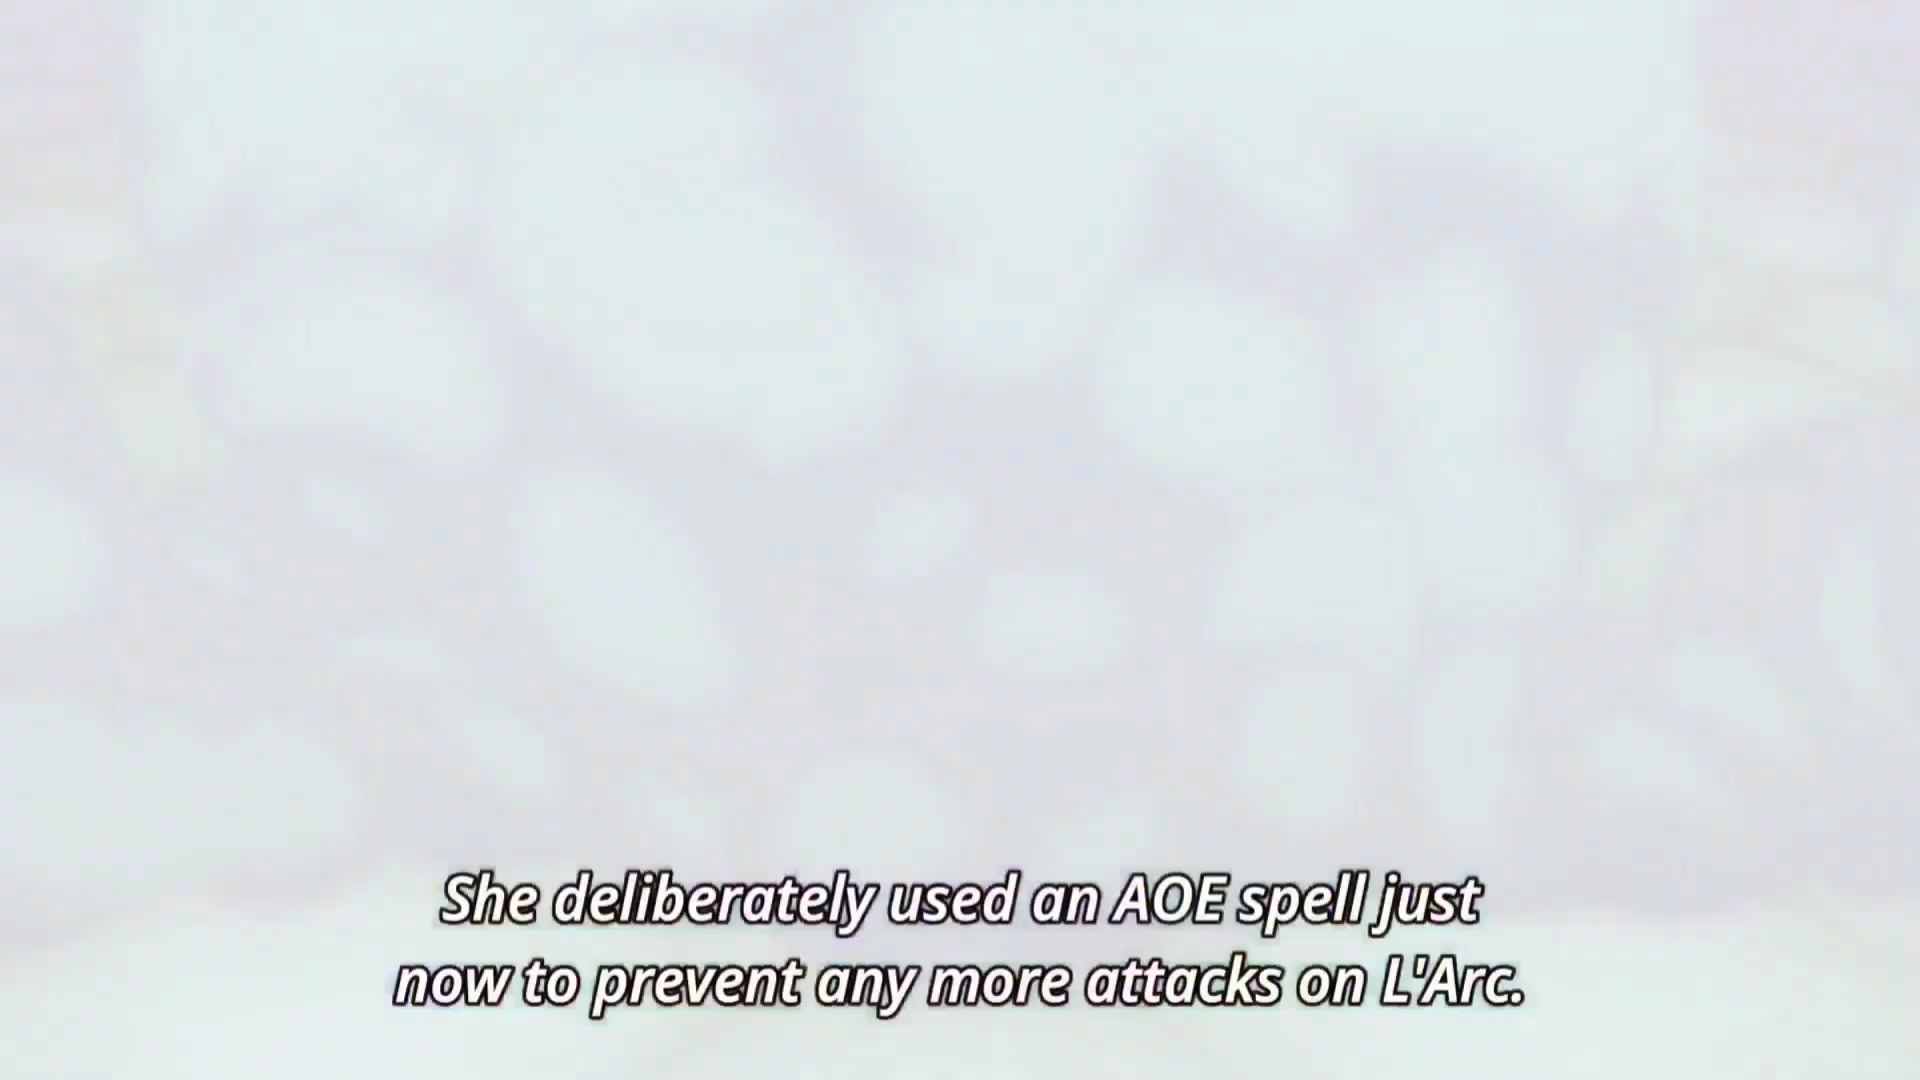 She deliberately used an AOE spell just
now to prevent any more attacks on L'Arc.